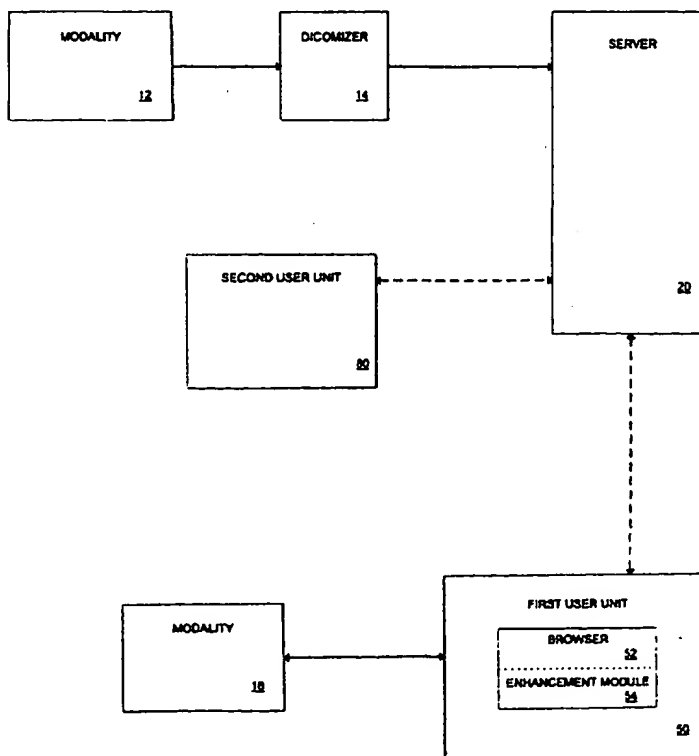 MODALITY
12
DICOMIZER
14
SERVER
20
SECOND USER UNIT
80
FIRST USER UNIT
BROWSER
52
ENHANCEMENT MODULE
54
50
MODALITY
18